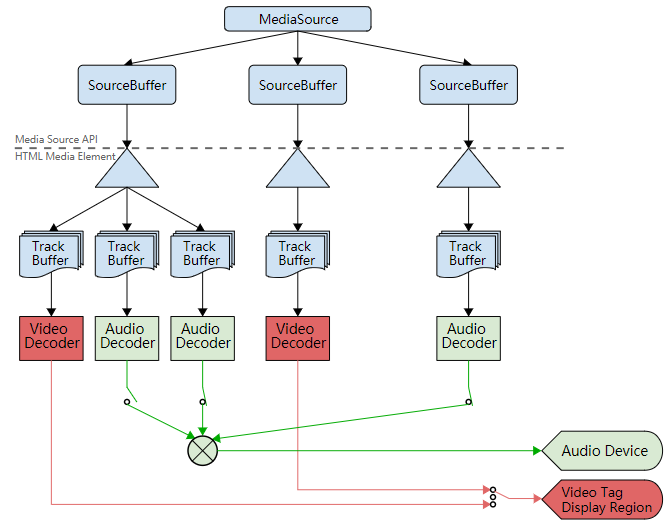 MediaSource
SourceBuffer
SourceBuffer
SourceBuffer
Media Source API
HTML Media Element
Track
Buffer
Track
Buffer
Track
Buffer
Track
Buffer
Track
Buffer
Video
Decoder
Audio
Decoder
Audio
Decoder
Video
Decoder
Audio
Decoder
Audio Device
Video Tag
Display Region